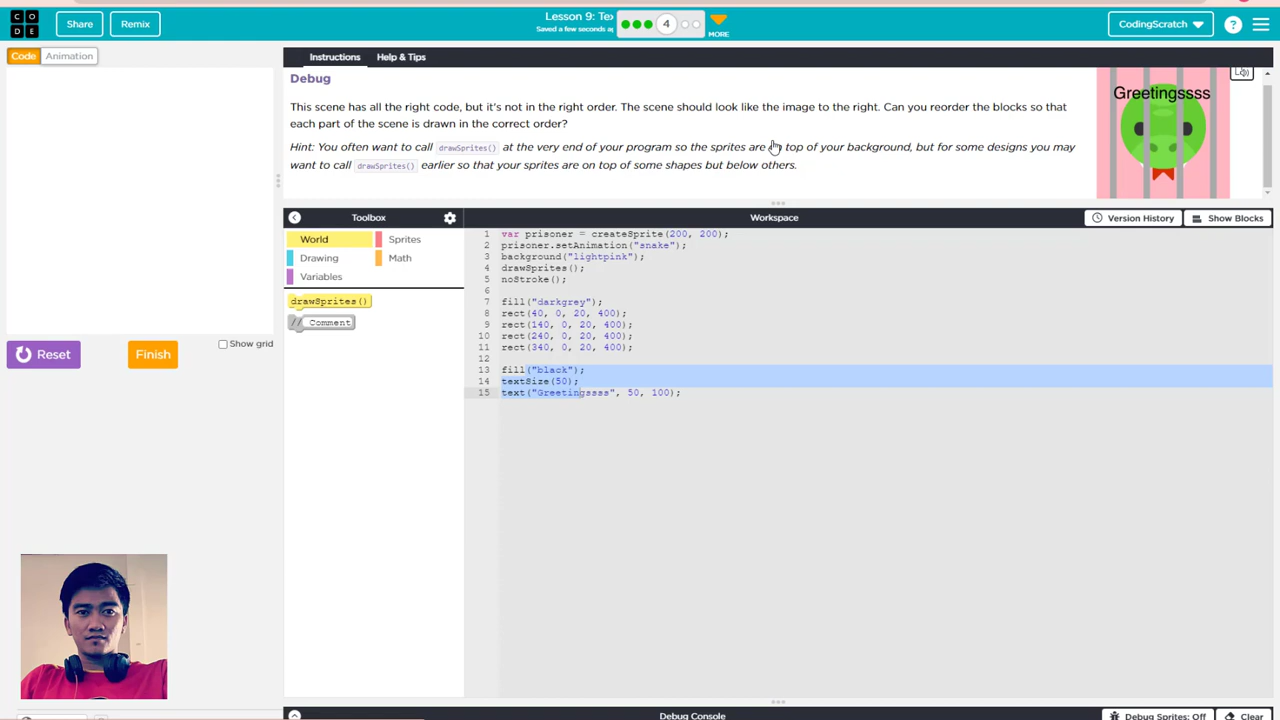 CO
DE
Share
Remix
Lesson 9: Te
Saved a few seconds a
4
MORE
CodingScratch
?
Code
Animation
Instructions
Help & Tips
Debug
This scene has all the right code, but it's not in the right order. The scene should look like the image to the right. Can you reorder the blocks so that
each part of the scene is drawn in the correct order?
Hint: You often want to call drawSprites() at the very end of your program so the sprites are on top of your background, but for some designs you may
want to call drawSprites() earlier so that your sprites are on top of some shapes but below others.
Greetingssss
Toolbox
Workspace
Version History
Show Blocks
World
Sprites
Drawing
Math
Variables
drawSprites()
// Comment
1 var prisoner = createSprite(200, 200);
2 prisoner.setAnimation("snake");
3 background("lightpink");
4 drawSprites();
5 noStroke();
6
7 fill("darkgrey");
8 rect(40, 0, 20, 400);
9 rect(140, 0, 20, 400);
10 rect(240, 0, 20, 400);
11 rect(340, 0, 20, 400);
12
13 fill("black");
14 textSize(50);
15 text("Greetingssss", 50, 100);
Reset
Finish
Show grid
Debug Console
Debug Sprites: Off
Clear